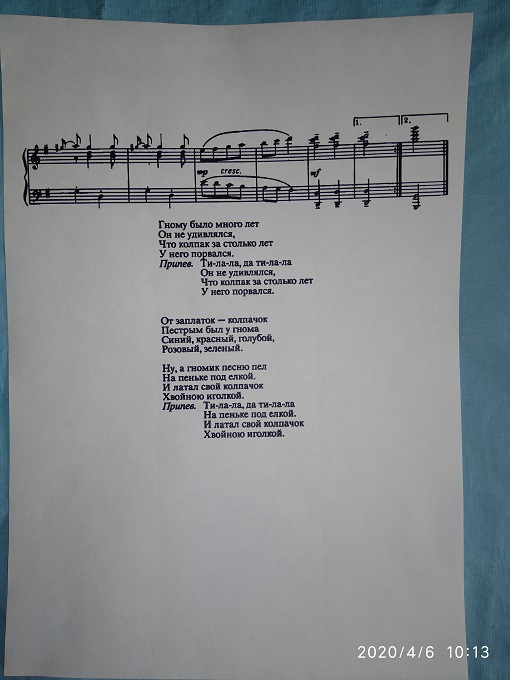 1.
2.
mp cresc. mf
Гному было много лет
Он не удивлялся,
Что колпак за столько лет
У него порвался.
Припев. Ти-ла-ла, да ти-ла-ла
Он не удивлялся,
Что колпак за столько лет
У него порвался.
От заплаток — колпачок
Пестрым был у гнома
Синий, красный, голубой,
Розовый, зеленый.
Ну, а гномик песню пел
На пеньке под елкой.
И латал свой колпачок
Хвойною иголкой.
Припев. Ти-ла-ла, да ти-ла-ла
На пеньке под елкой.
И латал свой колпачок
Хвойною иголкой.
2020/4/6 10:13